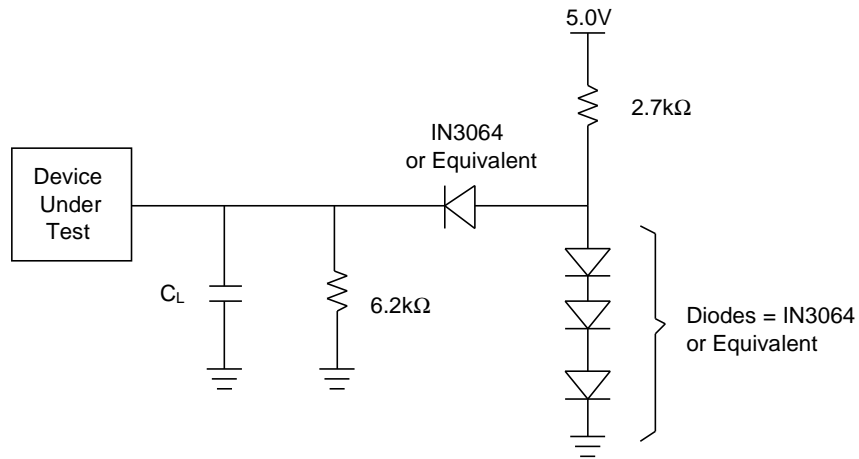 5.0V
2.7kΩ
IN3064
or Equivalent
Device
Under
Test
CL
6.2kΩ
Diodes = IN3064
or Equivalent